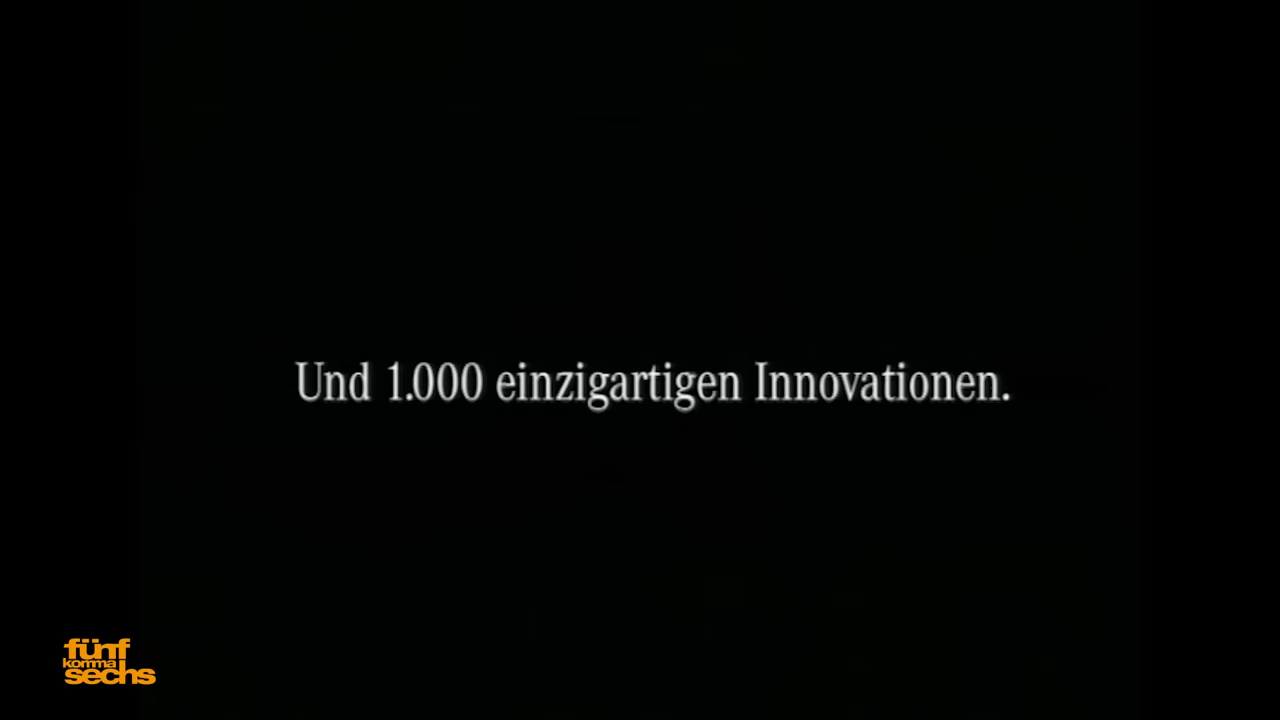 Und 1.000 einzigartigen Innovationen.
fünf
komma
sechs